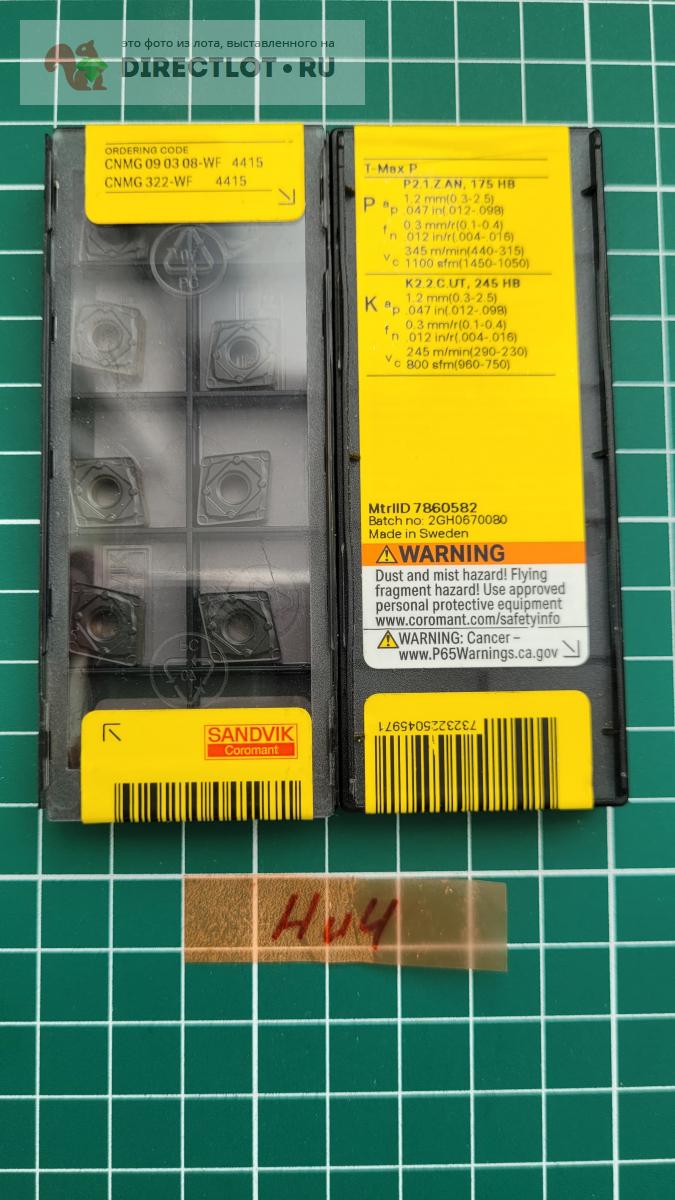 это фото из лота, выставленного на
DIRECTLOT.RU
ORDERING CODE
CNMG 09 03 08-WF 4415
CNMG 322-WF 4415
PC
SANDVIK
Coromant
T-Max P
P2.1.Z.AN, 175 HB
P ap 1.2 mm(0.3-2.5)
.047 in(.012-.098)
fn 0.3 mm/r(0.1-0.4)
.012 in/r(.004-.016)
vc 345 m/min(440-315)
1100 sfm(1450-1050)
K2.2.C.UT, 245 HB
K ap 1.2 mm(0.3-2.5)
.047 in(.012-.098)
fn 0.3 mm/r(0.1-0.4)
.012 in/r(.004-.016)
vc 245 m/min(290-230)
800 sfm(960-750)
MtrlID 7860582
Batch no: 2GH0670080
Made in Sweden
WARNING
Dust and mist hazard! Flying
fragment hazard! Use approved
personal protective equipment
www.coromant.com/safetyinfo
WARNING: Cancer –
www.P65Warnings.ca.gov
7323225045971